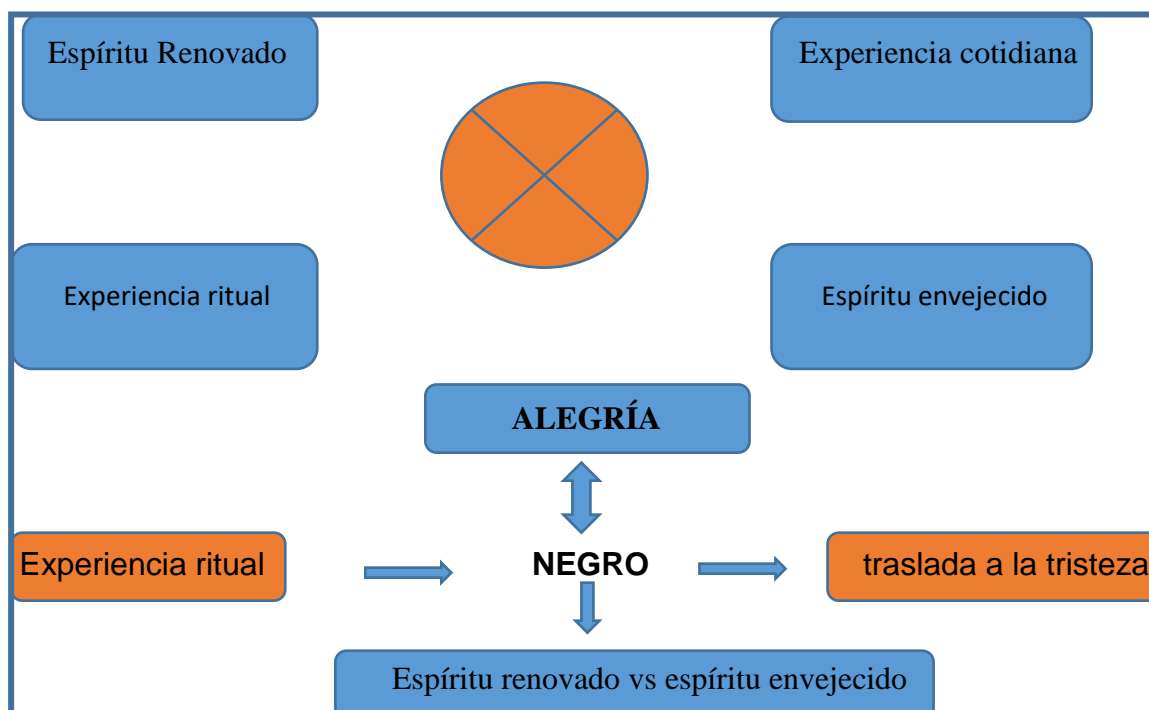 Espíritu Renovado
Experiencia cotidiana
Experiencia ritual
Espíritu envejecido
ALEGRÍA
Experiencia ritual
NEGRO
traslada a la tristeza
Espíritu renovado vs espíritu envejecido